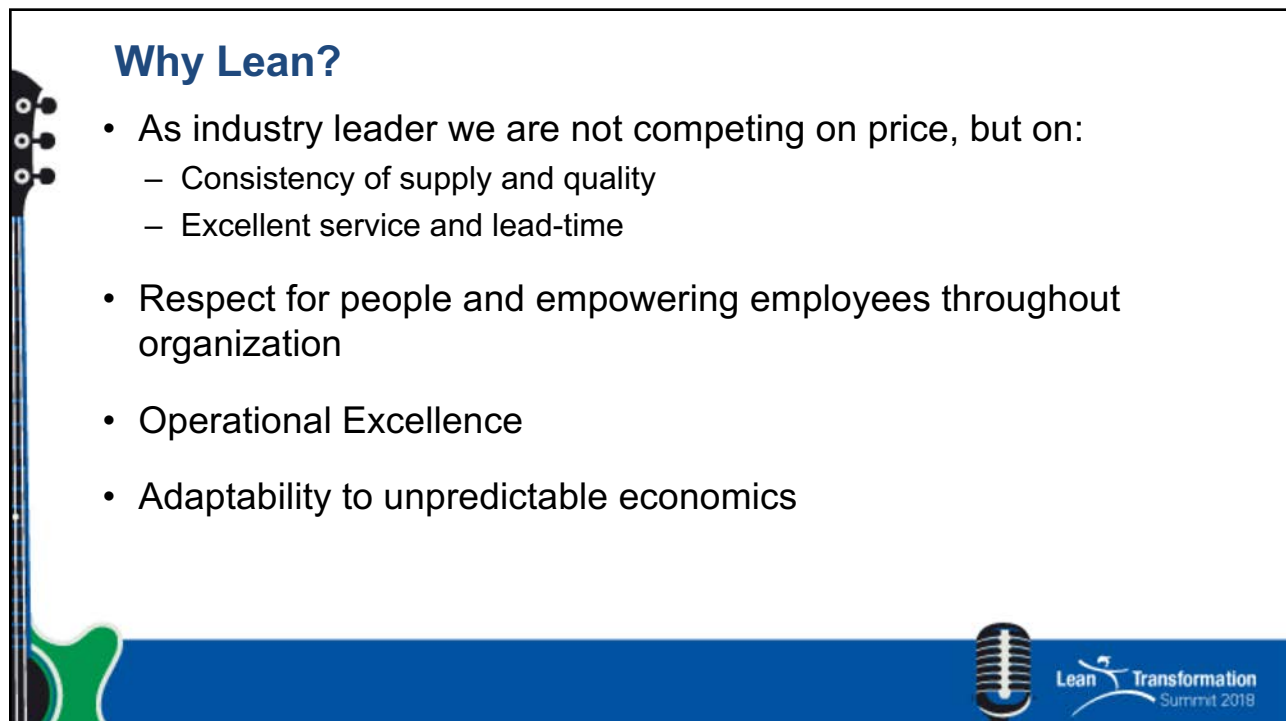 Why Lean?
• As industry leader we are not competing on price, but on:
– Consistency of supply and quality
– Excellent service and lead-time
• Respect for people and empowering employees throughout
organization
• Operational Excellence
• Adaptability to unpredictable economics
Lean Transformation
Summit 2018